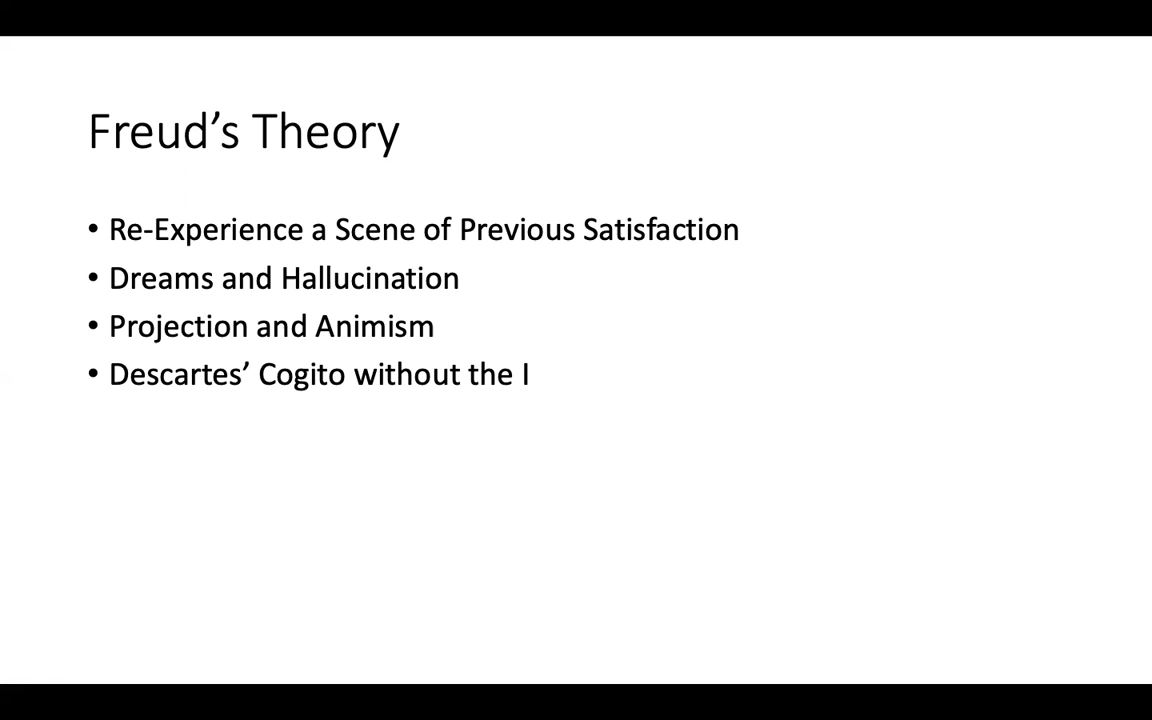 Freud’s Theory
• Re-Experience a Scene of Previous Satisfaction
• Dreams and Hallucination
• Projection and Animism
• Descartes’ Cogito without the I